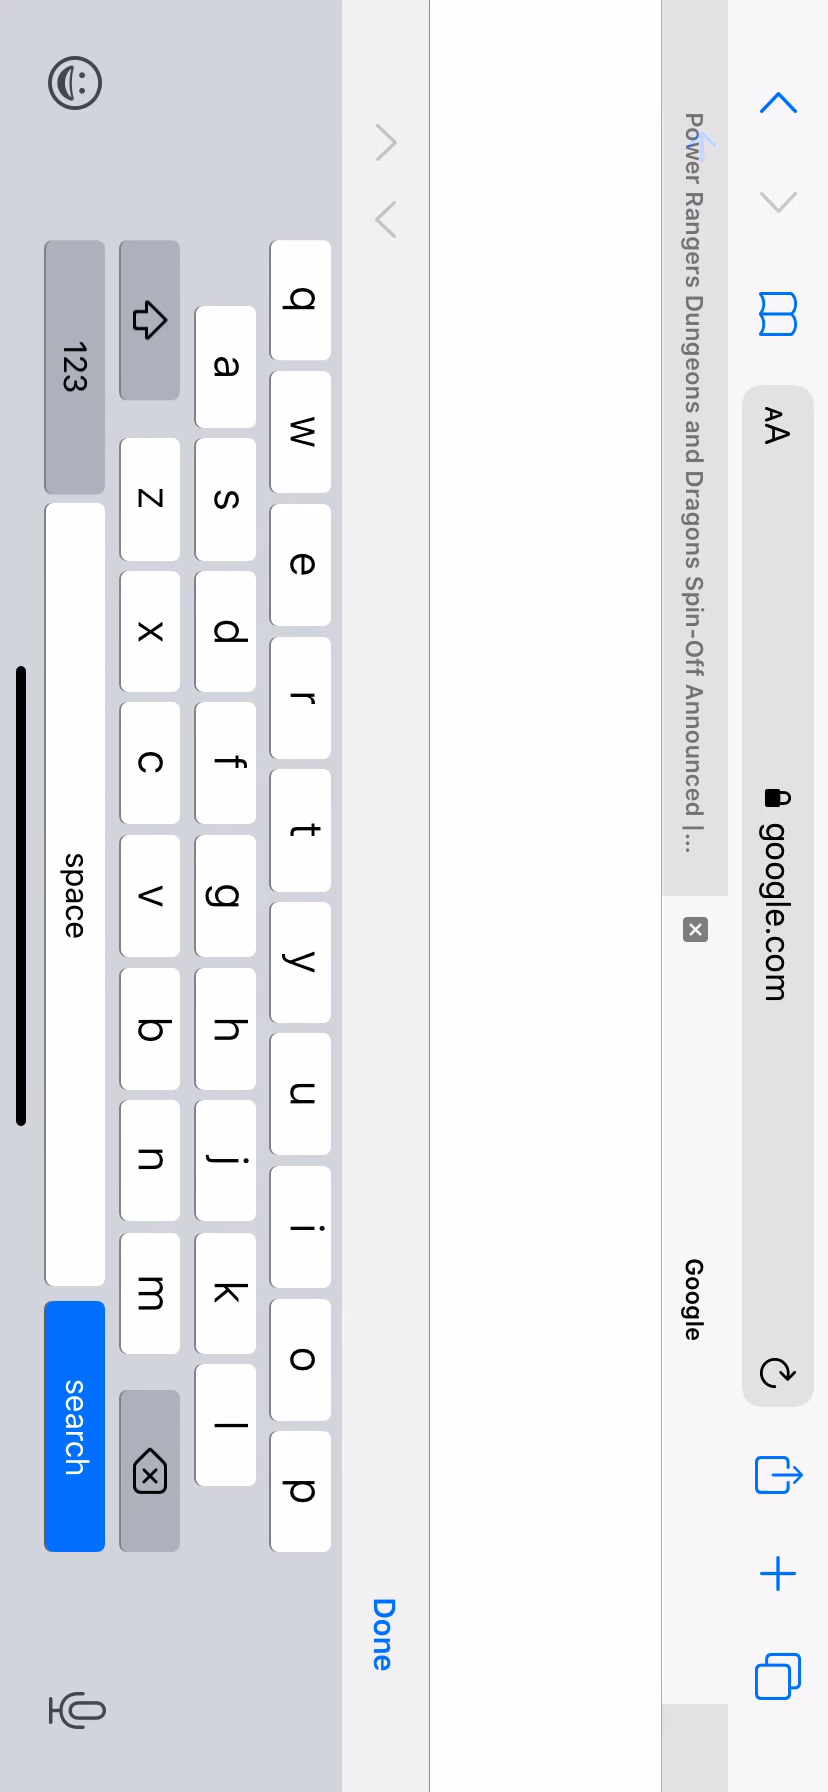 AA google.com
Power Rangers Dungeons and Dragons Spin-Off Announced |... Google
Done
q w e r t y u i o p
a s d f g h j k l
z x c v b n m
123 space search